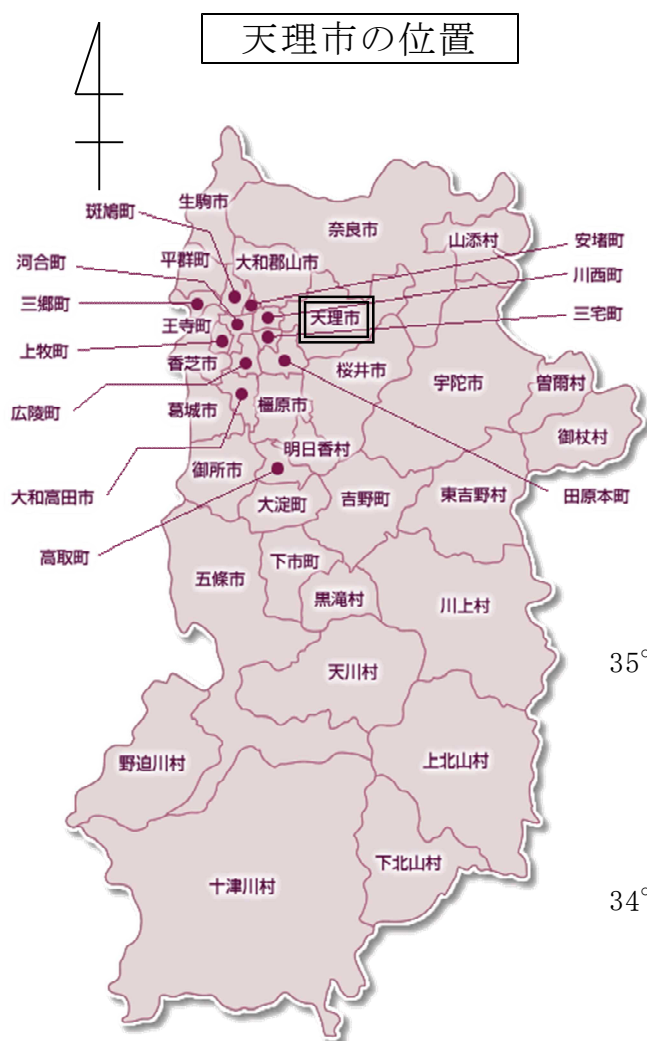 天理市の位置
生駒市
斑鳩町
奈良市
山添村
安堵町
河合町
平群町
大和郡山市
川西町
三郷町
天理市
三宅町
王寺町
上牧町
香芝市
桜井市
宇陀市
曽爾村
広陵町
葛城市
橿原市
御杖村
明日香村
御所市
大和高田市
大淀町
吉野町
東吉野村
田原本町
高取町
下市町
五條市
黒滝村
川上村
35°
天川村
野迫川村
上北山村
下北山村
十津川村
34°